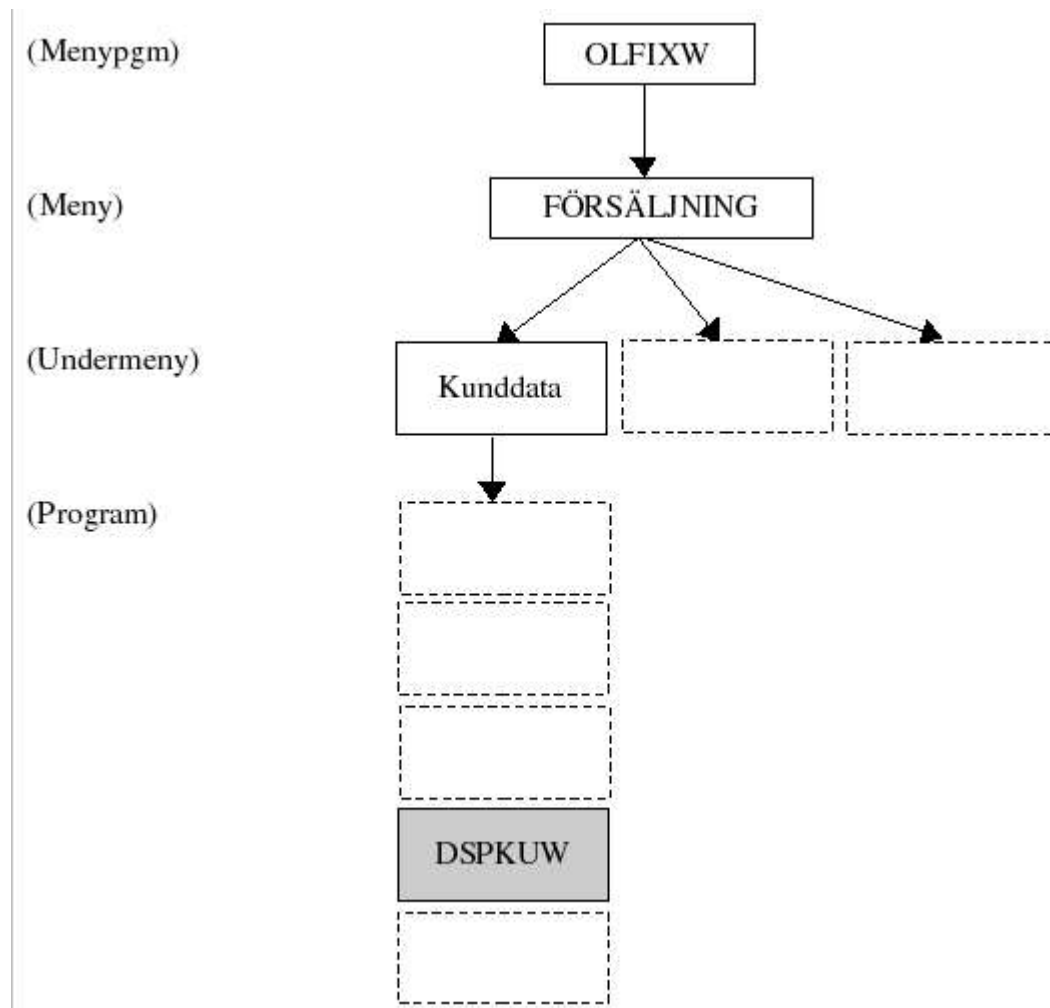 (Menypgm)
OLFIXW
(Meny)
FÖRSÄLJNING
(Undermeny)
Kunddata
(Program)
DSPKUW